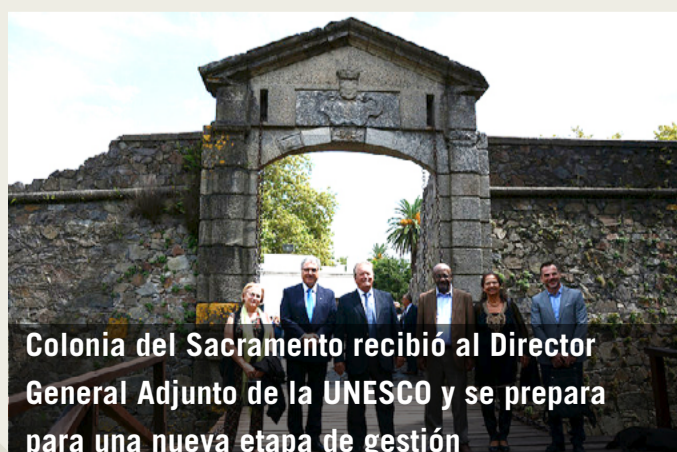 Colonia del Sacramento recibió al Director
General Adjunto de la UNESCO y se prepara
para una nueva etapa de gestión